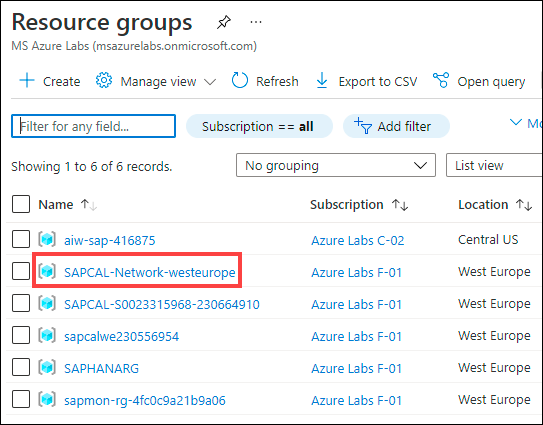 Resource groups
MS Azure Labs (msazurelabs.onmicrosoft.com)
Create Manage view Refresh Export to CSV Open query
Filter for any field... Subscription == all Add filter Mo
Showing 1 to 6 of 6 records. No grouping List view
Name Subscription Location
aiw-sap-416875 Azure Labs C-02 Central US
SAPCAL-Network-westeurope Azure Labs F-01 West Europe
SAPCAL-S0023315968-230664910 Azure Labs F-01 West Europe
sapcalwe230556954 Azure Labs F-01 West Europe
SAPHANARG Azure Labs F-01 West Europe
sapmon-rg-4fc0c9a21b9a06 Azure Labs F-01 West Europe